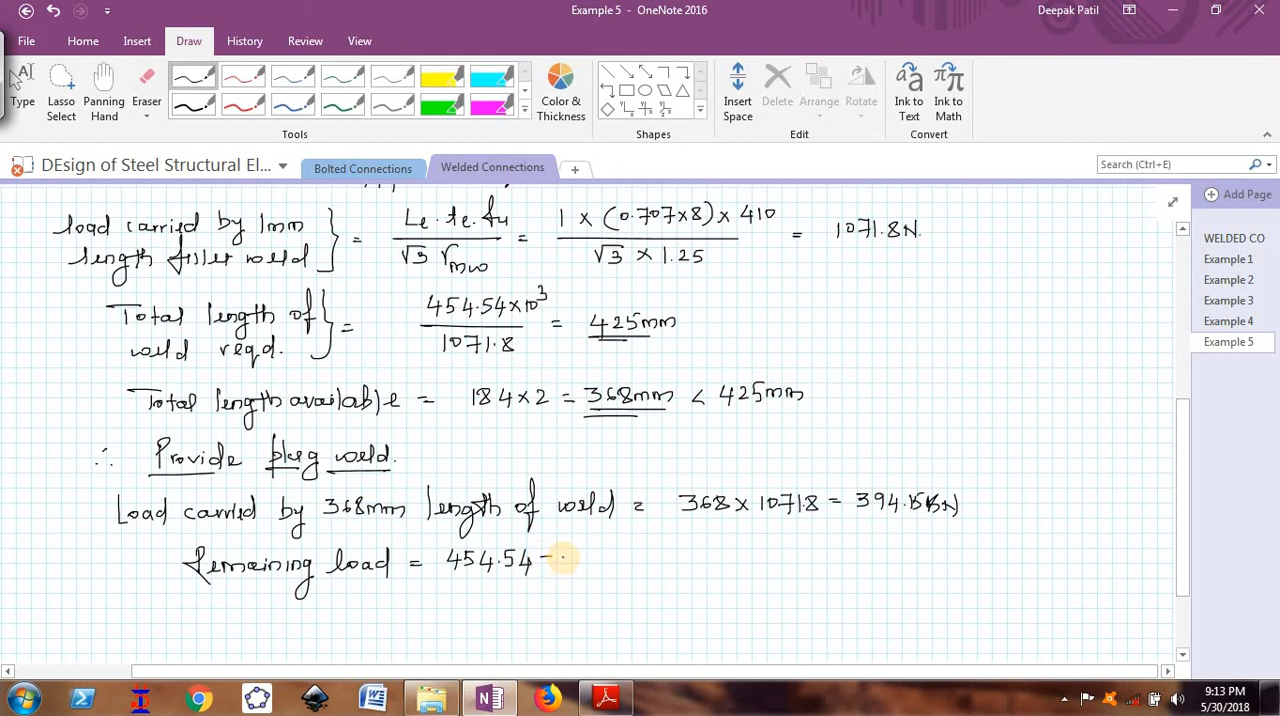 Example 5 - OneNote 2016
Deepak Patil
File Home Insert Draw History Review View
Type
Lasso Select
Panning Hand
Eraser
Color & Thickness
Insert Space
Delete
Arrange
Rotate
Ink to Text
Ink to Math
Tools
Shapes
Edit
Convert
DEsign of Steel Structural El...
Bolted Connections
Welded Connections
Search (Ctrl+E)
Add Page
WELDED CO
Example 1
Example 2
Example 3
Example 4
Example 5
load carried by 1mm length fillet weld } = Le.te.fu / √3 γmw = 1 × (0.707×8) × 410 / √3 × 1.25 = 1071.8N.
Total length of weld reqd. } = 454.54×10³ / 1071.8 = 425mm
Total length available = 184×2 = 368mm < 425mm
∴ Provide plug weld.
Load carried by 368mm length of weld = 368 × 1071.8 = 394.
Remaining load = 454.54 -
9:13 PM
5/30/2018